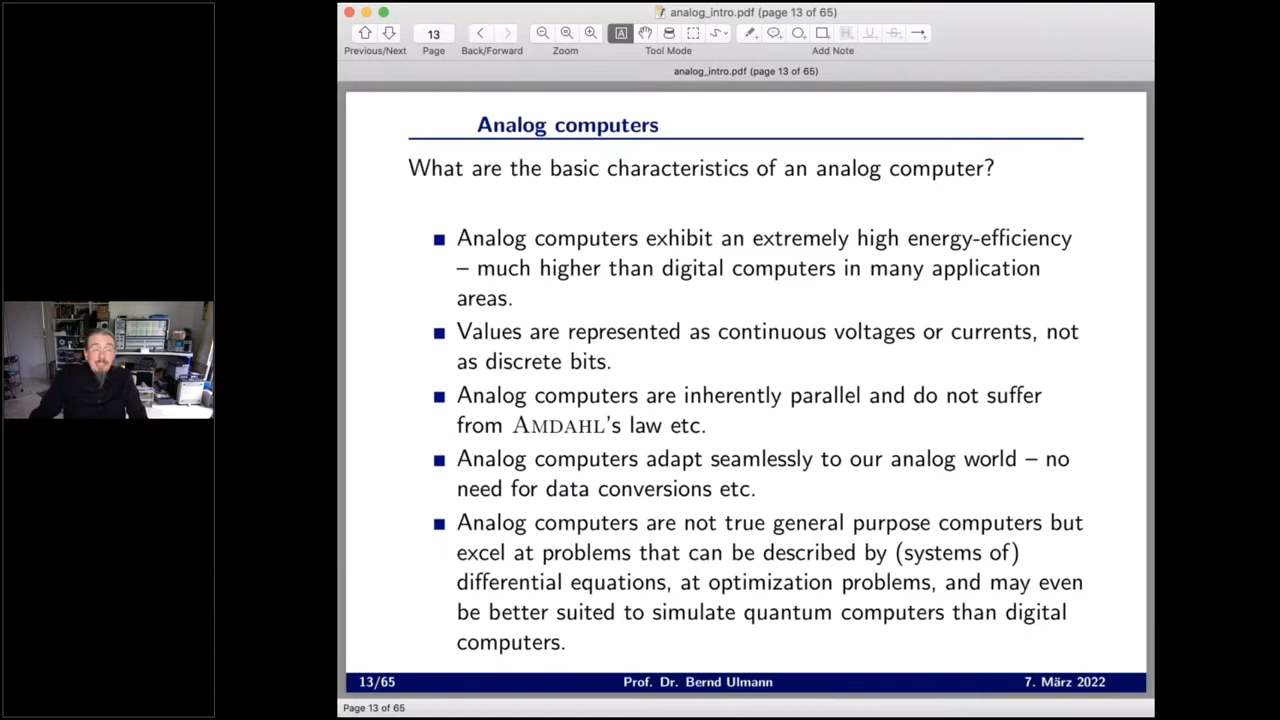 analog_intro.pdf (page 13 of 65)
13
A
Previous/Next Page Back/Forward Zoom Tool Mode Add Note
analog_intro.pdf (page 13 of 65)
Analog computers
What are the basic characteristics of an analog computer?
Analog computers exhibit an extremely high energy-efficiency
– much higher than digital computers in many application
areas.
Values are represented as continuous voltages or currents, not
as discrete bits.
Analog computers are inherently parallel and do not suffer
from AMDAHL's law etc.
Analog computers adapt seamlessly to our analog world – no
need for data conversions etc.
Analog computers are not true general purpose computers but
excel at problems that can be described by (systems of)
differential equations, at optimization problems, and may even
be better suited to simulate quantum computers than digital
computers.
13/65 Prof. Dr. Bernd Ulmann 7. März 2022
Page 13 of 65